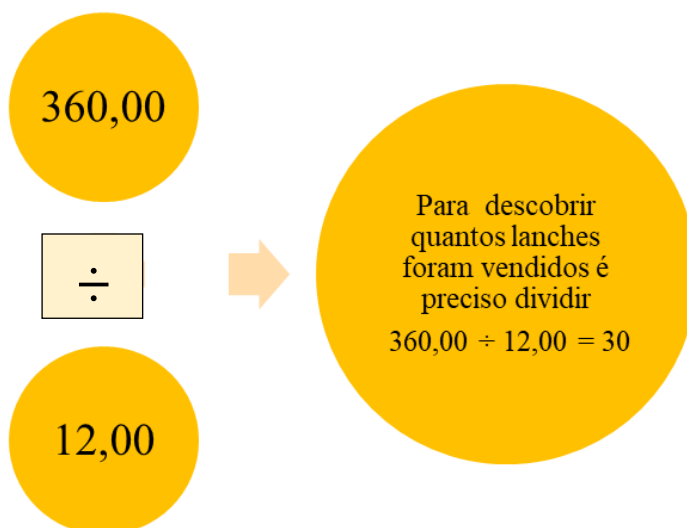 360,00
÷
12,00
Para descobrir
quantos lanches
foram vendidos é
preciso dividir
360,00 ÷ 12,00 = 30